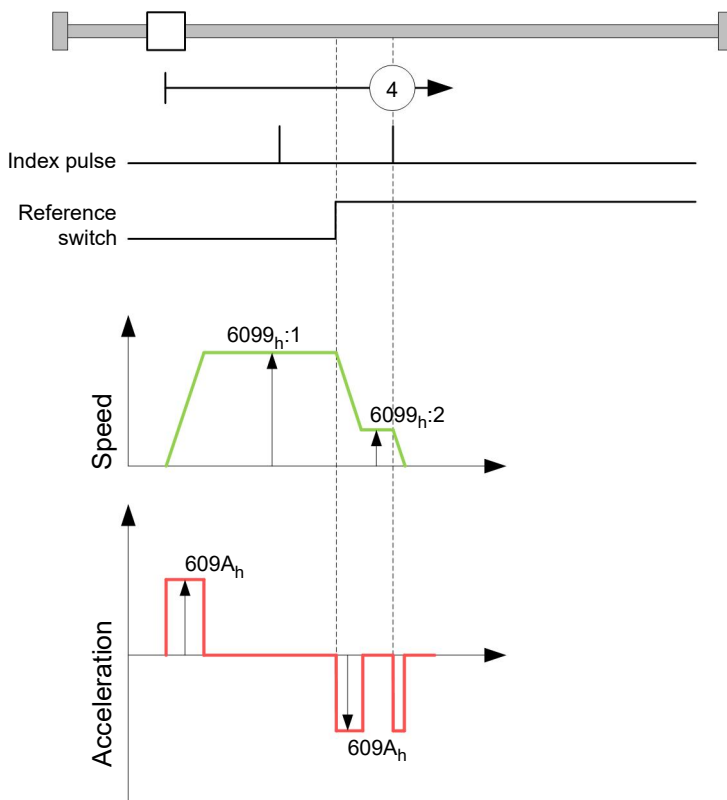 4
Index pulse
Reference
switch
6099h:1
6099h:2
Speed
609Ah
Acceleration
609Ah